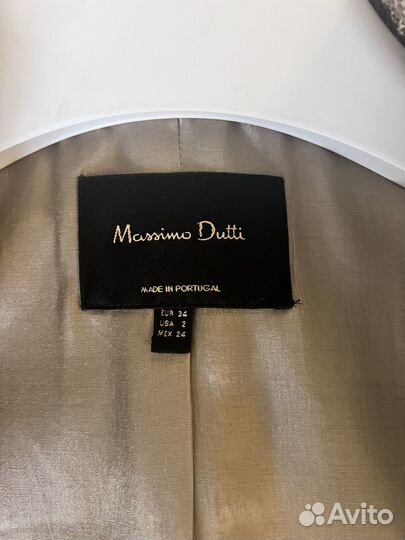 Massimo Dutti
MADE IN PORTUGAL
EUR 34
USA 2
MEX 24
Avito